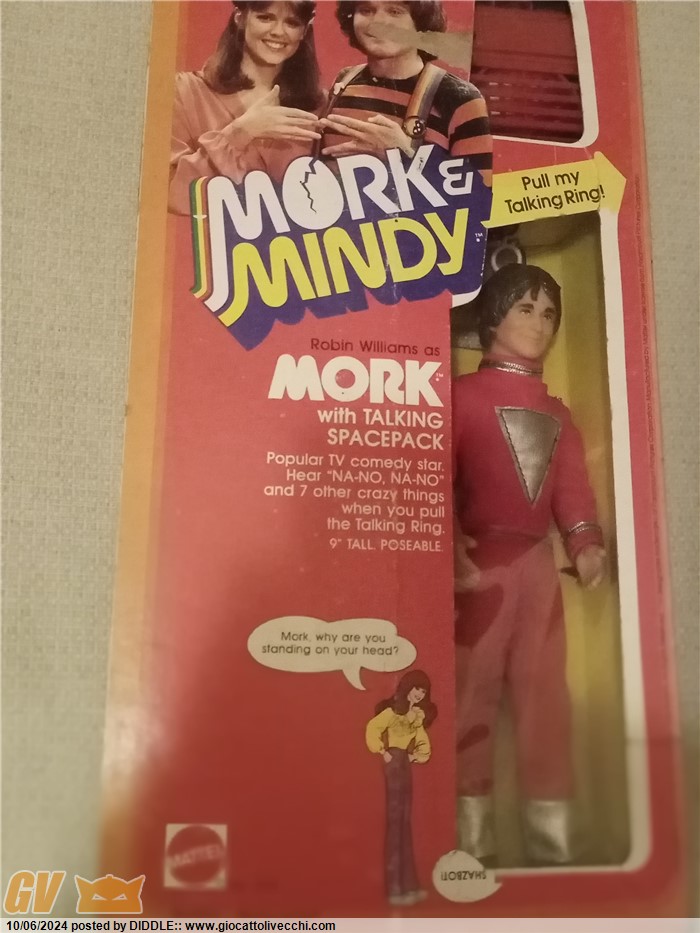 MORK &
MINDY™
Pull my
Talking Ring!
Robin Williams as
MORK™
with TALKING
SPACEPACK
Popular TV comedy star.
Hear "NA-NO, NA-NO"
and 7 other crazy things
when you pull
the Talking Ring.
9" TALL. POSEABLE.
Mork, why are you
standing on your head?
SHAZBOT!
MATTEL
GV
10/06/2024 posted by DIDDLE:: www.giocattolivecchi.com